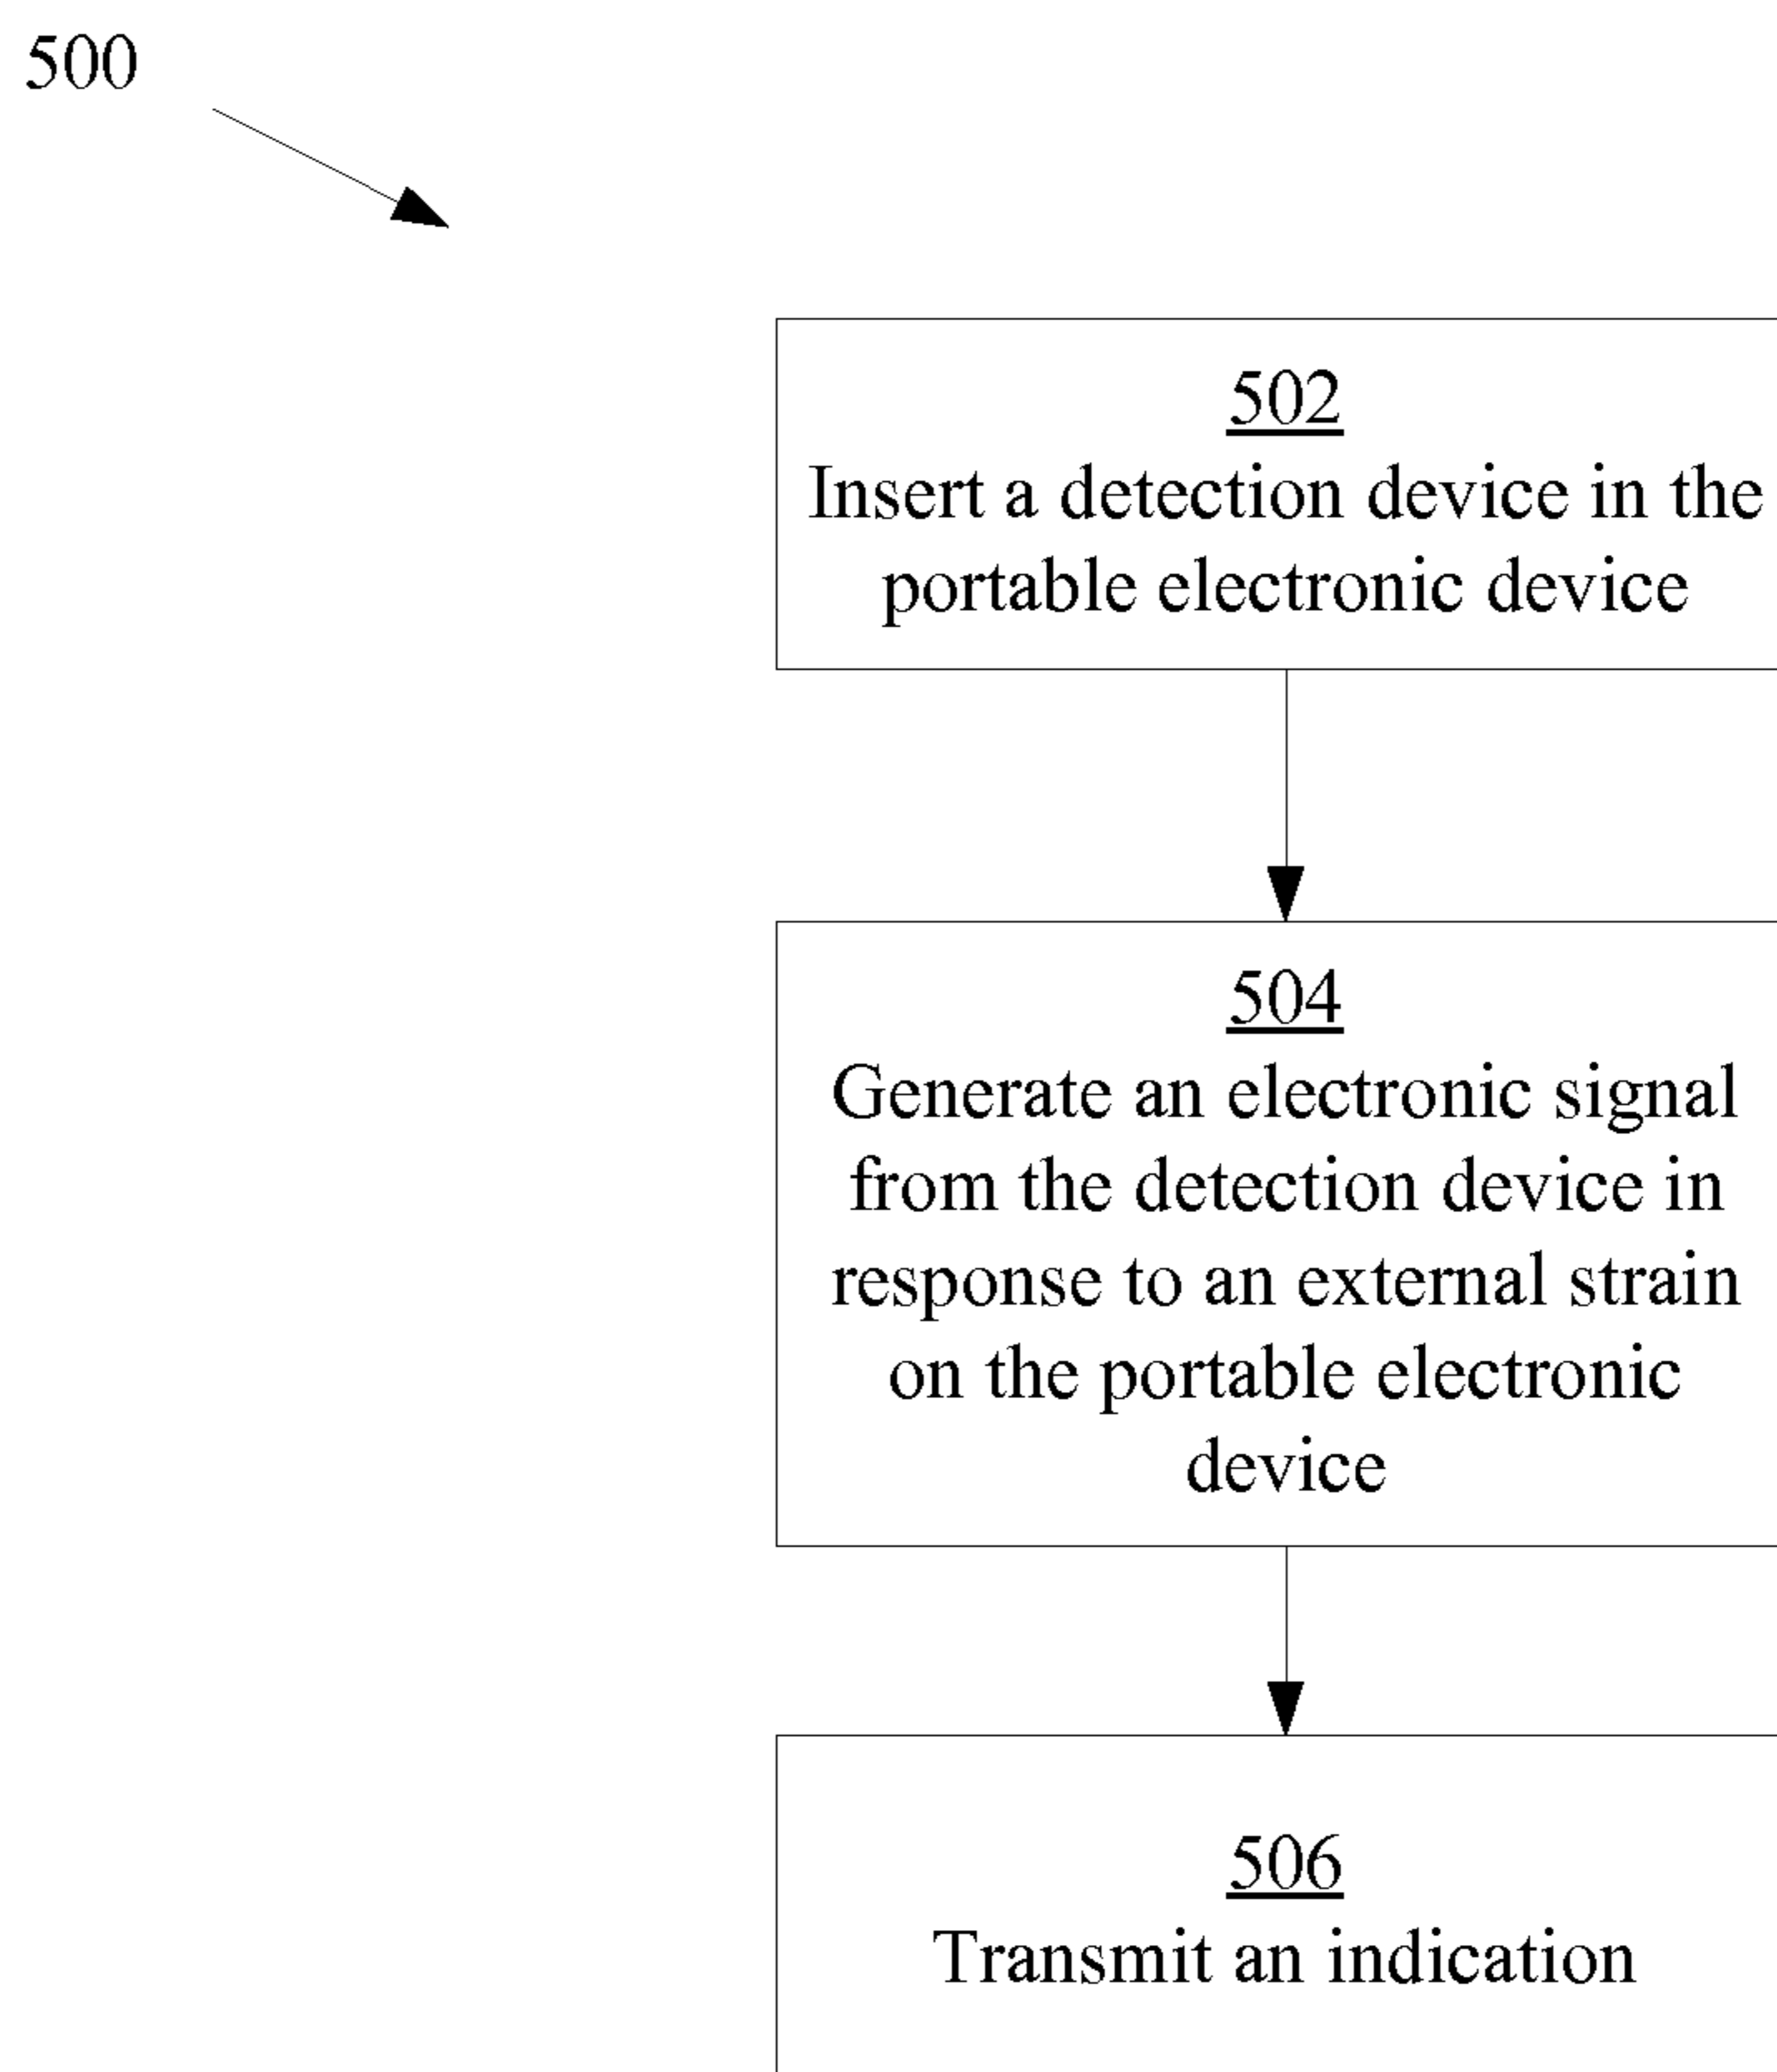 500
502
Insert a detection device in the
portable electronic device
504
Generate an electronic signal
from the detection device in
response to an external strain
on the portable electronic
device
506
Transmit an indication